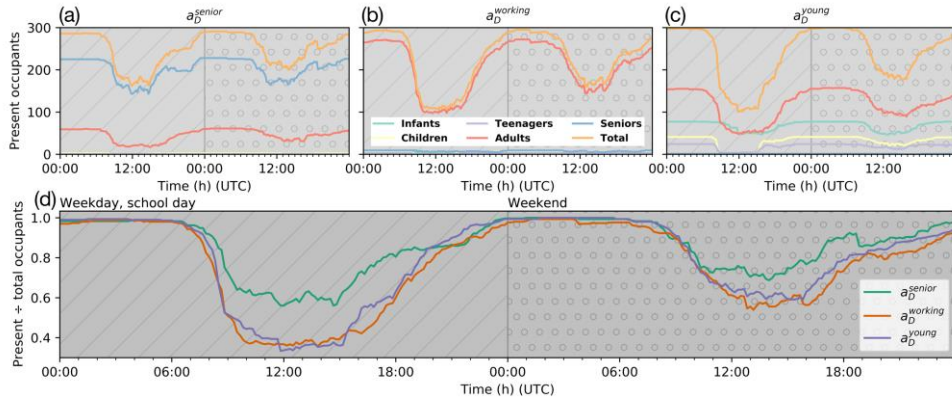 (a) a_D^senior (b) a_D^working (c) a_D^young
Present occupants
300
200
100
0
00:00 12:00 00:00 12:00
00:00 12:00 00:00 12:00
00:00 12:00 00:00 12:00
Infants Teenagers Seniors
Children Adults Total
Time (h) (UTC) Time (h) (UTC) Time (h) (UTC)
(d) Weekday, school day Weekend
Present ÷ total occupants
1.0
0.8
0.6
0.4
a_D^senior
a_D^working
a_D^young
00:00 06:00 12:00 18:00 00:00 06:00 12:00 18:00
Time (h) (UTC)